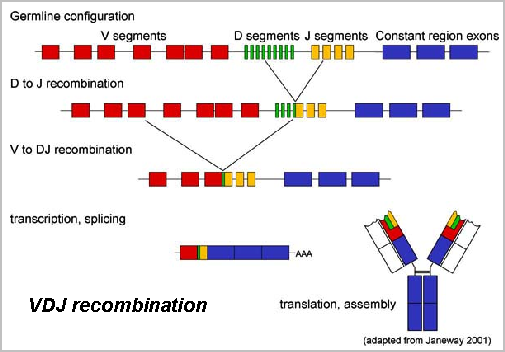 Germline configuration
V segments D segments J segments Constant region exons
D to J recombination
V to DJ recombination
transcription, splicing
AAA
VDJ recombination
translation, assembly
(adapted from Janeway 2001)